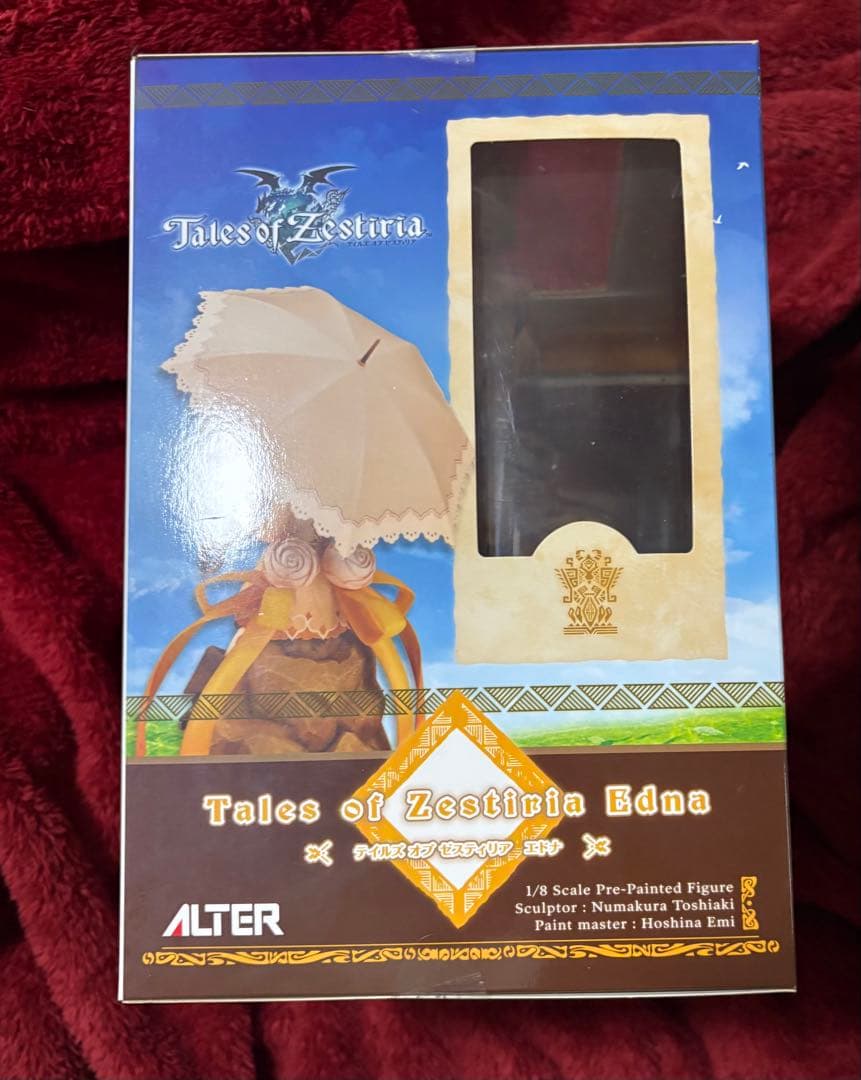 Tales of Zestiria
テイルズ オブ ゼスティリア
Tales of Zestiria Edna
テイルズ オブ ゼスティリア エドナ
1/8 Scale Pre-Painted Figure
Sculptor : Numakura Toshiaki
Paint master : Hoshina Emi
ALTER